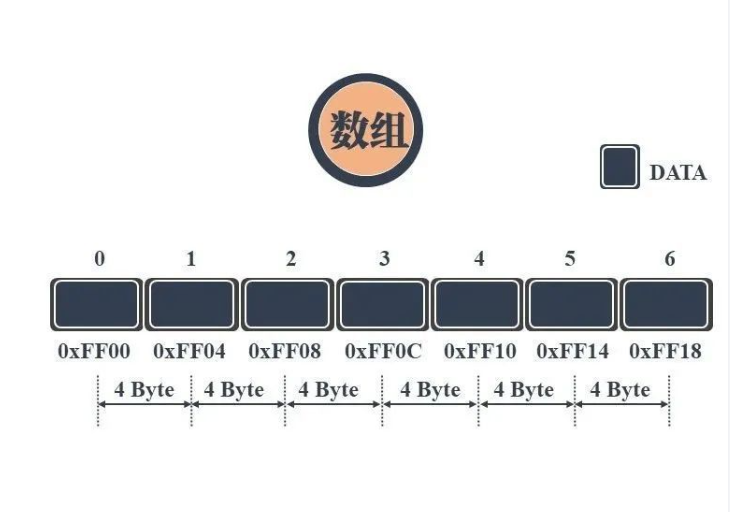 数组
DATA
0 1 2 3 4 5 6
0xFF00 0xFF04 0xFF08 0xFF0C 0xFF10 0xFF14 0xFF18
4 Byte 4 Byte 4 Byte 4 Byte 4 Byte 4 Byte